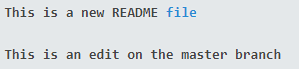 This is a new README file
This is an edit on the master branch